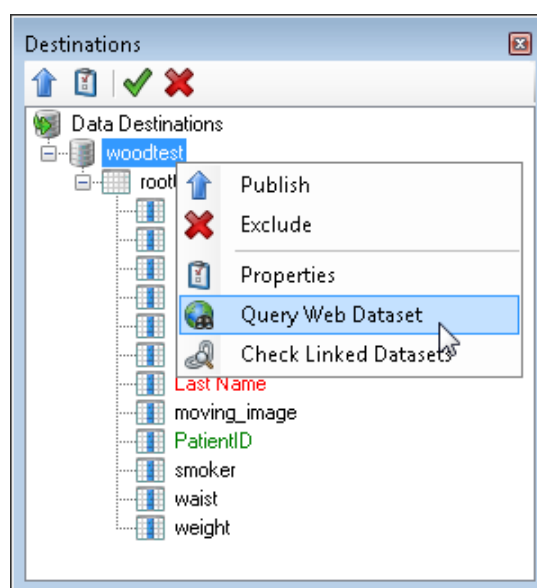 Destinations
Data Destinations
woodtest
Publish
Exclude
Properties
Query Web Dataset
Check Linked Datasets
Last Name
moving_image
PatientID
smoker
waist
weight